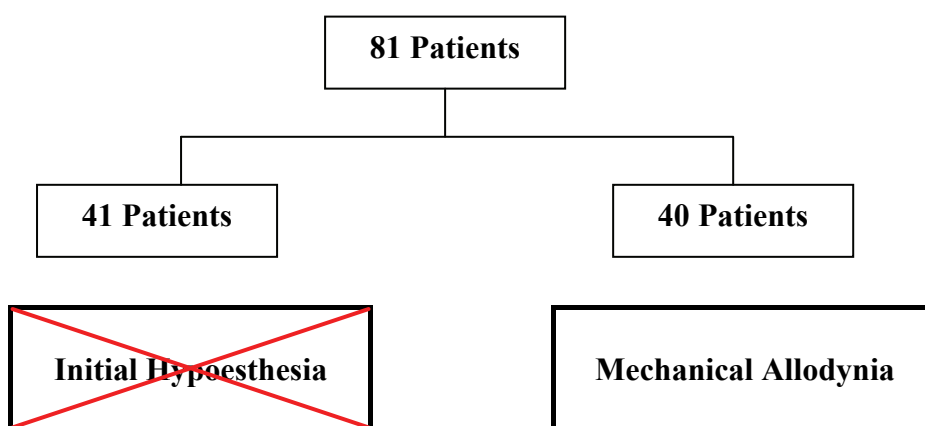 81 Patients
41 Patients
40 Patients
Initial Hypoesthesia
Mechanical Allodynia